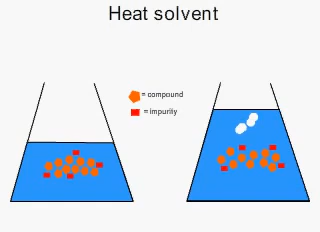 Heat solvent
= compound
= impurity